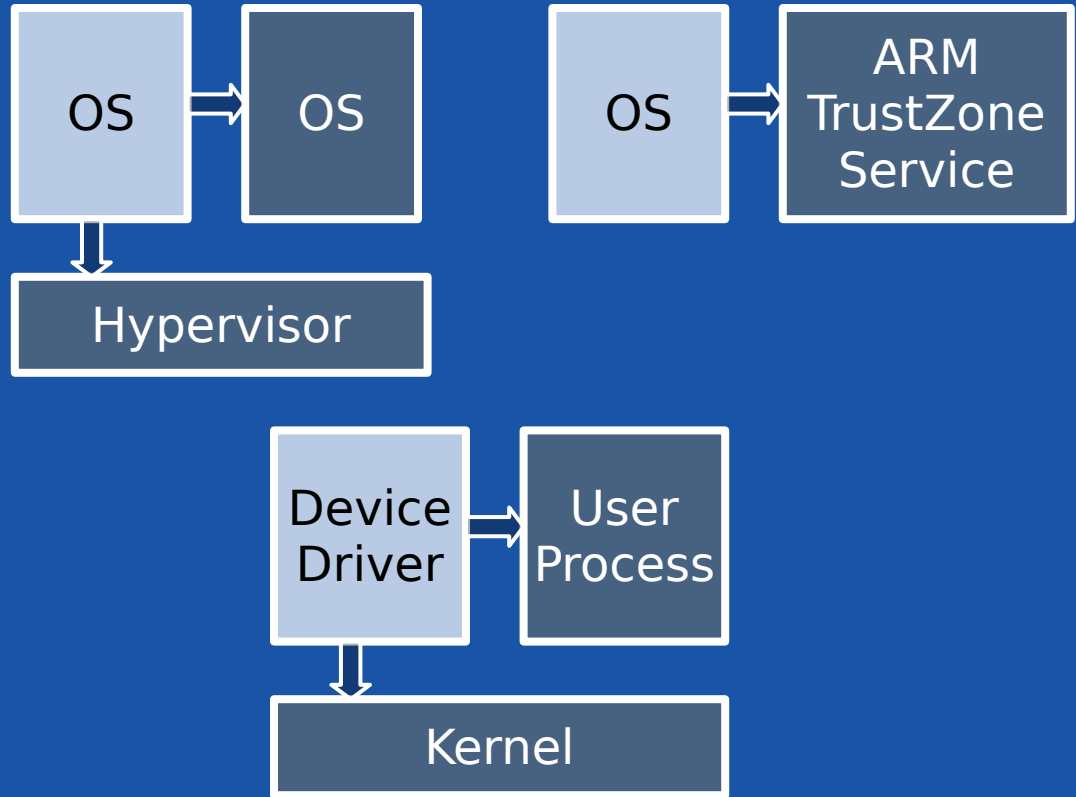 OS
OS
OS
ARM
TrustZone
Service
Hypervisor
Device
Driver
User
Process
Kernel